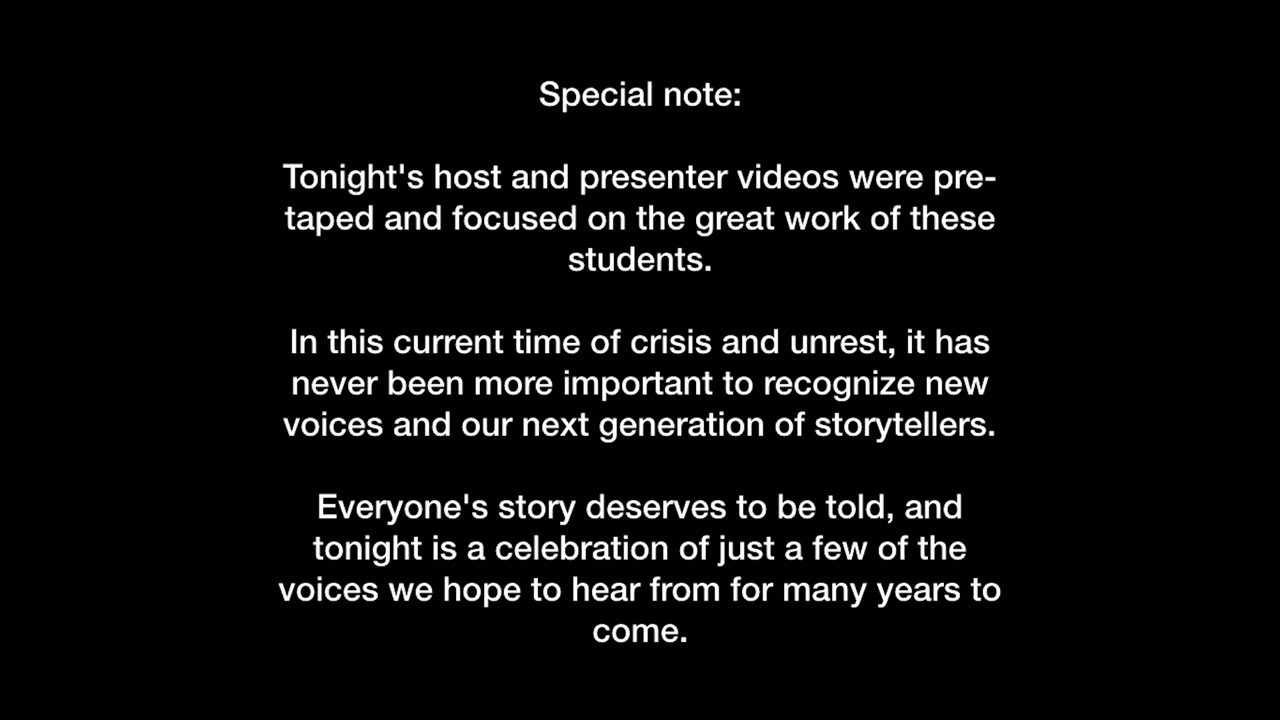 Special note:
Tonight's host and presenter videos were pre-
taped and focused on the great work of these
students.
In this current time of crisis and unrest, it has
never been more important to recognize new
voices and our next generation of storytellers.
Everyone's story deserves to be told, and
tonight is a celebration of just a few of the
voices we hope to hear from for many years to
come.